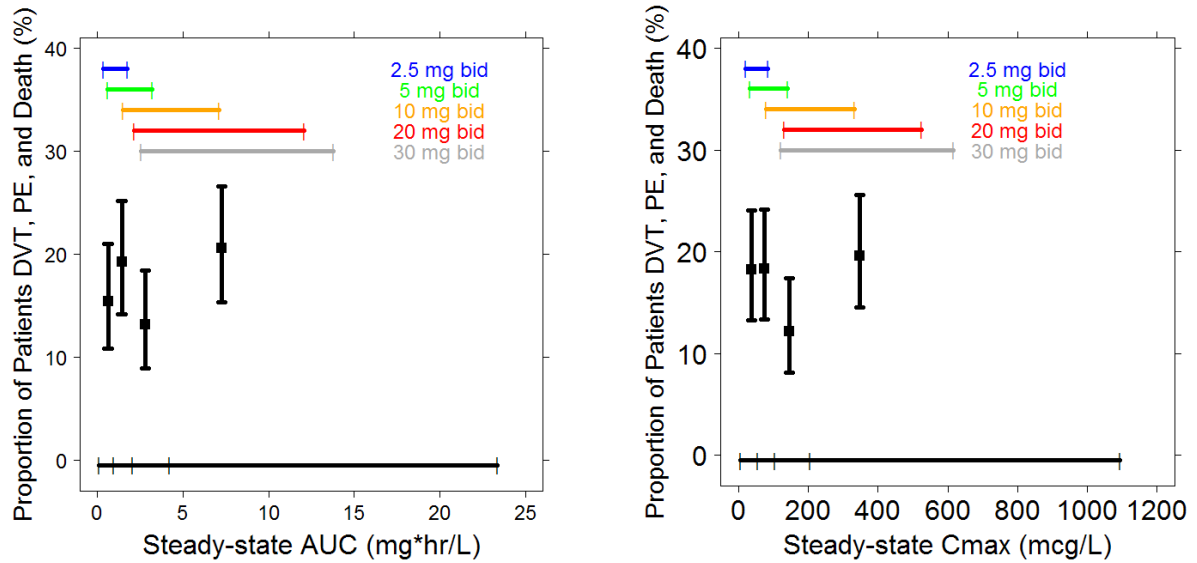 Proportion of Patients DVT, PE, and Death (%)
40
30
20
10
0
2.5 mg bid
5 mg bid
10 mg bid
20 mg bid
30 mg bid
0 5 10 15 20 25
Steady-state AUC (mg*hr/L)
Proportion of Patients DVT, PE, and Death (%)
40
30
20
10
0
2.5 mg bid
5 mg bid
10 mg bid
20 mg bid
30 mg bid
0 200 400 600 800 1000 1200
Steady-state Cmax (mcg/L)